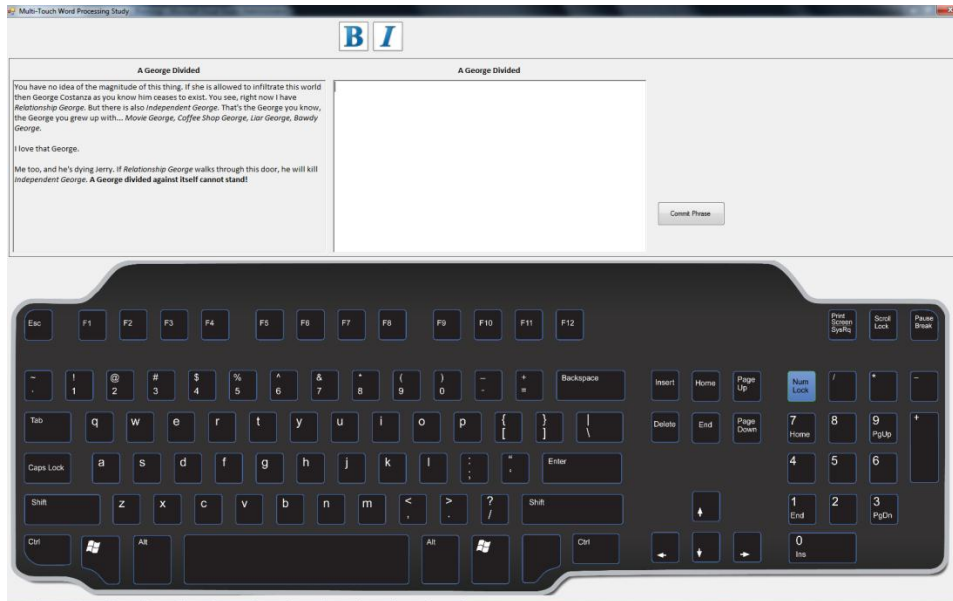 Multi-Touch Word Processing Study
B I
A George Divided
You have no idea of the magnitude of this thing. If she is allowed to infiltrate this world
then George Costanza as you know him ceases to exist. You see, right now I have
Relationship George. But there is also Independent George. That's the George you know,
the George you grew up with... Movie George, Coffee Shop George, Liar George, Bawdy
George.
I love that George.
Me too, and he's dying Jerry. If Relationship George walks through this door, he will kill
Independent George. A George divided against itself cannot stand!
A George Divided
Commit Phrase
Esc F1 F2 F3 F4 F5 F6 F7 F8 F9 F10 F11 F12
Print Screen SysRq
Scroll Lock
Pause Break
~ ! @ # $ % ^ & * ( ) _ +
. 1 2 3 4 5 6 7 8 9 0 - =
Backspace
Insert Home Page Up
Num Lock / * -
Tab q w e r t y u i o p { [ } ] | \
Delete End Page Down
7 Home 8 9 PgUp +
Caps Lock a s d f g h j k l : ; " ' Enter
4 5 6
Shift z x c v b n m < , > . ? / Shift
1 End 2 3 PgDn
Ctrl Alt Alt Ctrl
0 Ins